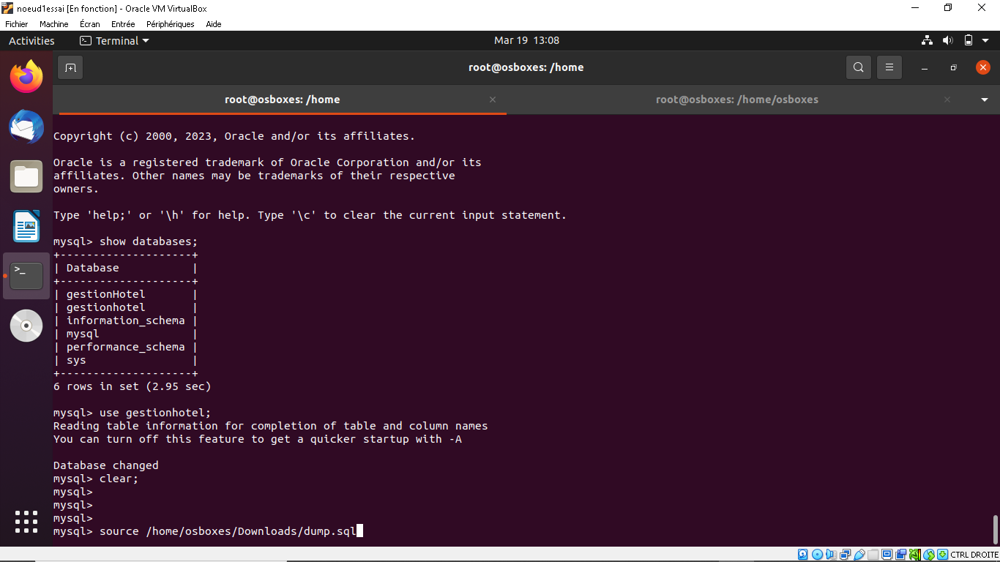 noeud1essai [En fonction] - Oracle VM VirtualBox
Fichier Machine Écran Entrée Périphériques Aide
Activities Terminal Mar 19 13:08
root@osboxes: /home
root@osboxes: /home root@osboxes: /home/osboxes
Copyright (c) 2000, 2023, Oracle and/or its affiliates.
Oracle is a registered trademark of Oracle Corporation and/or its
affiliates. Other names may be trademarks of their respective
owners.
Type 'help;' or '\h' for help. Type '\c' to clear the current input statement.
mysql> show databases;
+--------------------+
| Database           |
+--------------------+
| gestionHotel       |
| gestionhotel       |
| information_schema |
| mysql              |
| performance_schema |
| sys                |
+--------------------+
6 rows in set (2.95 sec)
mysql> use gestionhotel;
Reading table information for completion of table and column names
You can turn off this feature to get a quicker startup with -A
Database changed
mysql> clear;
mysql>
mysql>
mysql>
mysql> source /home/osboxes/Downloads/dump.sql
CTRL DROITE